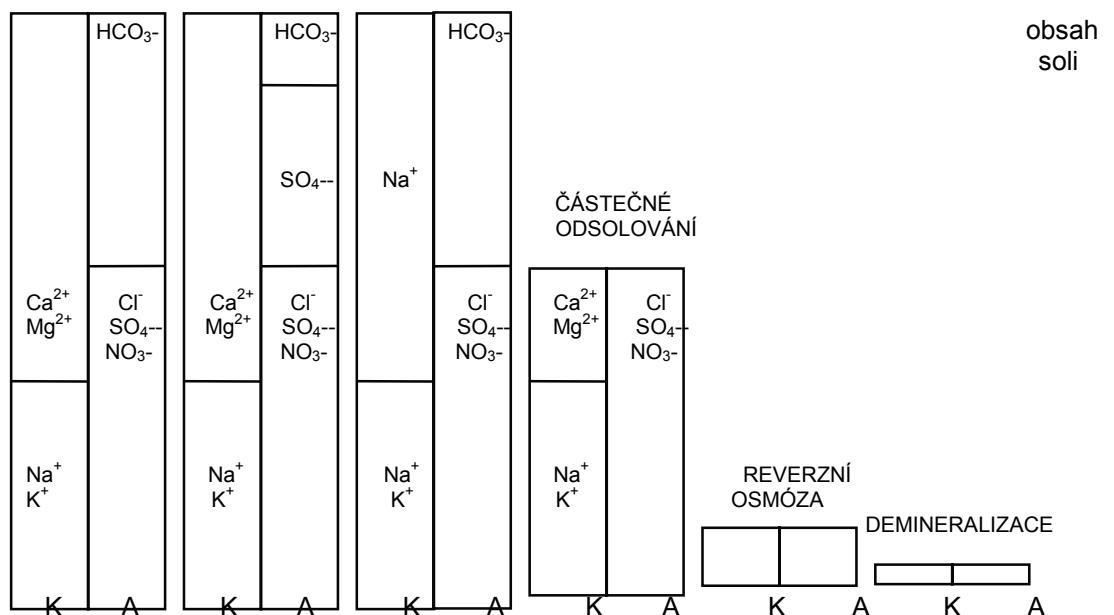 HCO₃-
HCO₃-
HCO₃-
obsah
soli
SO₄--
Na⁺
ČÁSTEČNÉ
ODSOLOVÁNÍ
Ca²⁺
Mg²⁺
Cl⁻
SO₄--
NO₃-
Ca²⁺
Mg²⁺
Cl⁻
SO₄--
NO₃-
Cl⁻
SO₄--
NO₃-
Ca²⁺
Mg²⁺
Cl⁻
SO₄--
NO₃-
Na⁺
K⁺
Na⁺
K⁺
Na⁺
K⁺
Na⁺
K⁺
REVERZNÍ
OSMÓZA
DEMINERALIZACE
K A K A K A K A K A K A